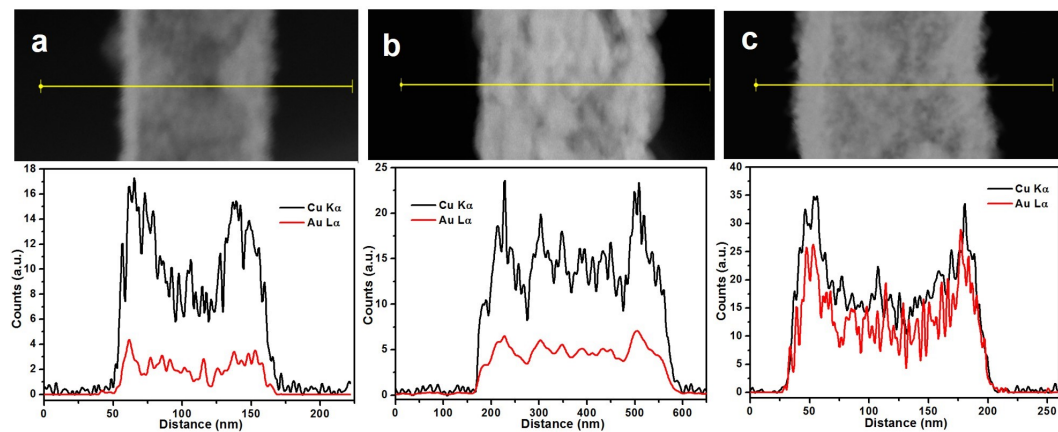 a
b
c
18
16
14
12
10
8
6
4
2
0
Counts (a.u.)
Cu Kα
Au Lα
0 50 100 150 200
Distance (nm)
25
20
15
10
5
0
Counts (a.u.)
Cu Kα
Au Lα
0 100 200 300 400 500 600
Distance (nm)
40
35
30
25
20
15
10
5
0
Counts (a.u.)
Cu Kα
Au Lα
0 50 100 150 200 250
Distance (nm)